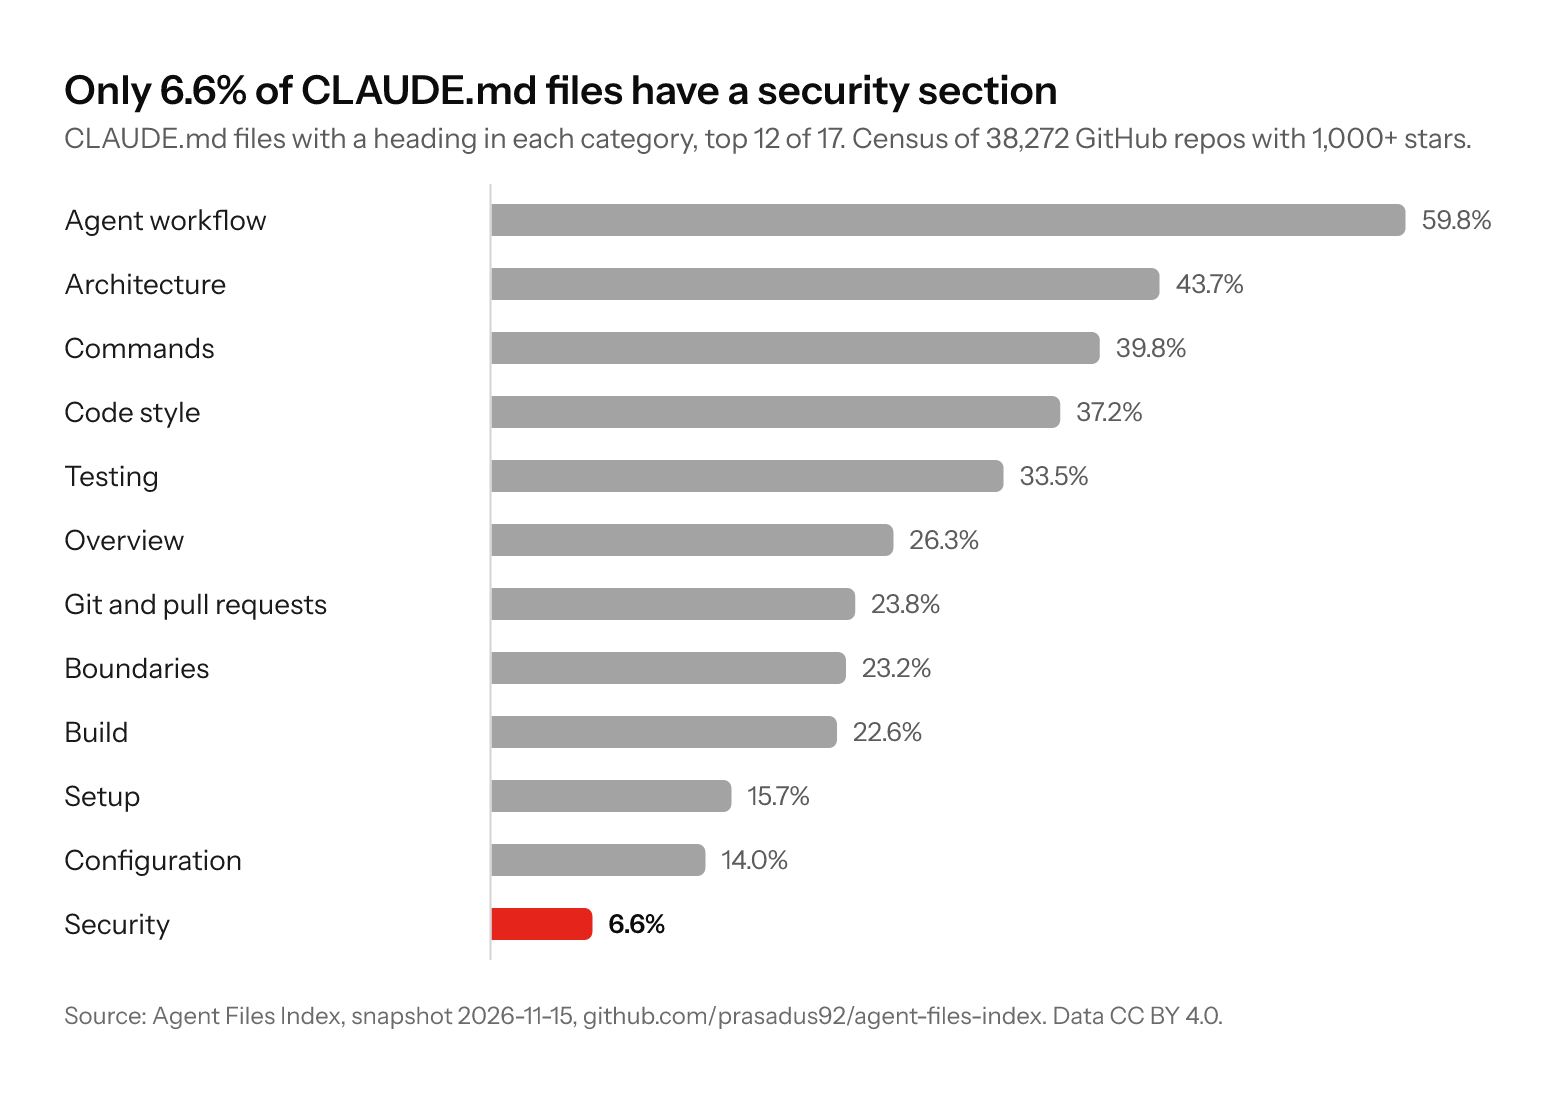 Only 6.6% of CLAUDE.md files have a security section
CLAUDE.md files with a heading in each category, top 12 of 17. Census of 38,272 GitHub repos with 1,000+ stars.
Agent workflow 59.8%
Architecture 43.7%
Commands 39.8%
Code style 37.2%
Testing 33.5%
Overview 26.3%
Git and pull requests 23.8%
Boundaries 23.2%
Build 22.6%
Setup 15.7%
Configuration 14.0%
Security 6.6%
Source: Agent Files Index, snapshot 2026-11-15, github.com/prasadus92/agent-files-index. Data CC BY 4.0.